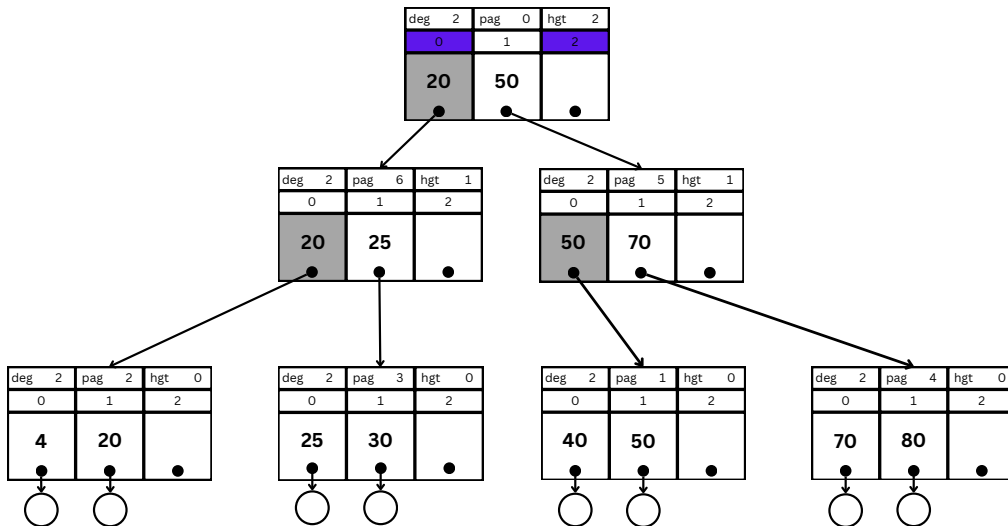 deg 2 pag 0 hgt 2
0 1 2
20 50
deg 2 pag 6 hgt 1
0 1 2
20 25
deg 2 pag 5 hgt 1
0 1 2
50 70
deg 2 pag 2 hgt 0
0 1 2
4 20
deg 2 pag 3 hgt 0
0 1 2
25 30
deg 2 pag 1 hgt 0
0 1 2
40 50
deg 2 pag 4 hgt 0
0 1 2
70 80